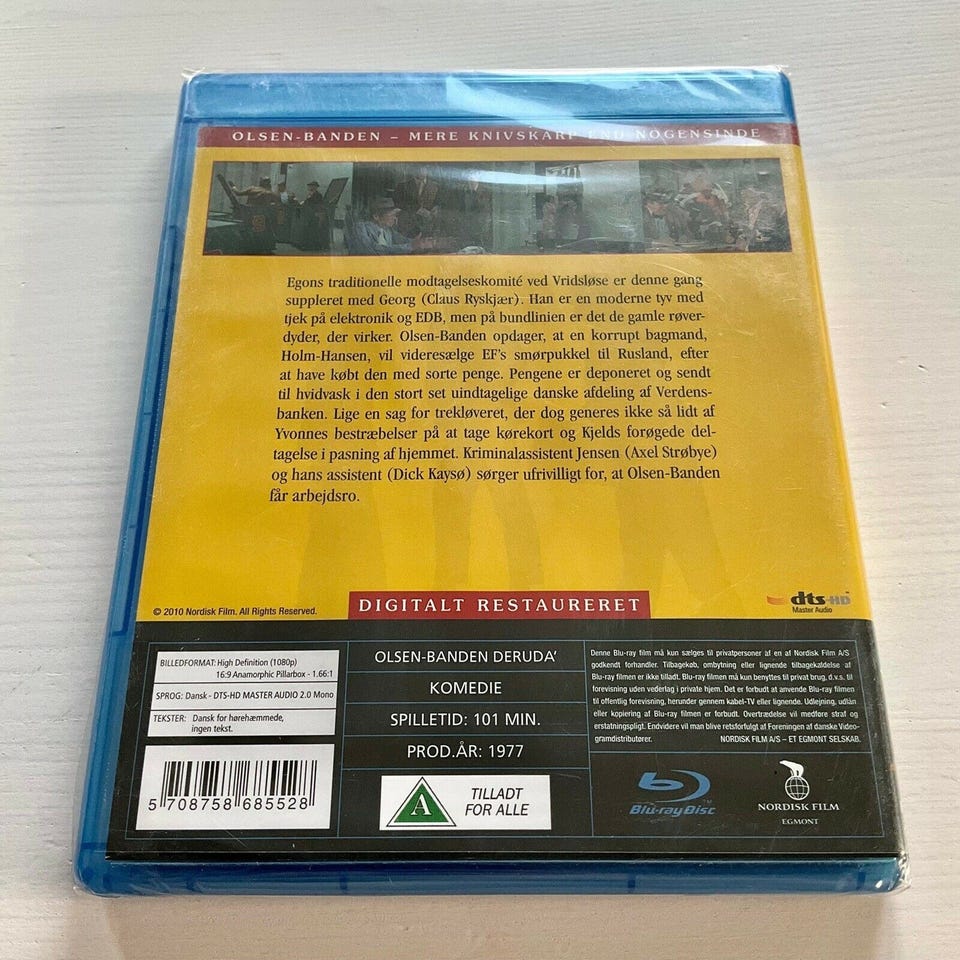 OLSEN-BANDEN – MERE KNIVSKARP END NOGENSINDE
Egons traditionelle modtagelseskomité ved Vridsløse er denne gang
suppleret med Georg (Claus Ryskjær). Han er en moderne tyv med
tjek på elektronik og EDB, men på bundlinien er det de gamle røver-
dyder, der virker. Olsen-Banden opdager, at en korrupt bagmand,
Holm-Hansen, vil videresælge EF's smørpukkel til Rusland, efter
at have købt den med sorte penge. Pengene er deponeret og sendt
til hvidvask i den stort set uindtagelige danske afdeling af Verdens-
banken. Lige en sag for trekløveret, der dog generes ikke så lidt af
Yvonnes bestræbelser på at tage kørekort og Kjelds forøgede del-
tagelse i pasning af hjemmet. Kriminalassistent Jensen (Axel Strøbye)
og hans assistent (Dick Kaysø) sørger ufrivilligt for, at Olsen-Banden
får arbejdsro.
© 2010 Nordisk Film. All Rights Reserved.
DIGITALT RESTAURERET
dts-HD
Master Audio
BILLEDFORMAT: High Definition (1080p)
16:9 Anamorphic Pillarbox - 1.66:1
SPROG: Dansk - DTS-HD MASTER AUDIO 2.0 Mono
TEKSTER: Dansk for hørehæmmede,
ingen tekst.
5 708758 685528
OLSEN-BANDEN DERUDA'
KOMEDIE
SPILLETID: 101 MIN.
PROD.ÅR: 1977
A
TILLADT
FOR ALLE
Denne Blu-ray film må kun sælges til privatpersoner af en af Nordisk Film A/S
godkendt forhandler. Tilbagekøb, ombytning eller lignende tilbagekaldelse af
Blu-ray filmen er ikke tilladt. Blu-ray filmen må kun benyttes til privat brug, d.v.s. til
forevisning uden vederlag i private hjem. Det er forbudt at anvende Blu-ray filmen
til offentlig forevisning, herunder gennem kabel-TV eller lignende. Udlejning, udlån
eller kopiering af Blu-ray filmen er forbudt. Overtrædelse vil medføre straf og
erstatningspligt. Endvidere vil man blive retsforfulgt af Foreningen af danske Video-
gramdistributører. NORDISK FILM A/S – ET EGMONT SELSKAB.
Blu-ray Disc
TM
NORDISK FILM
EGMONT